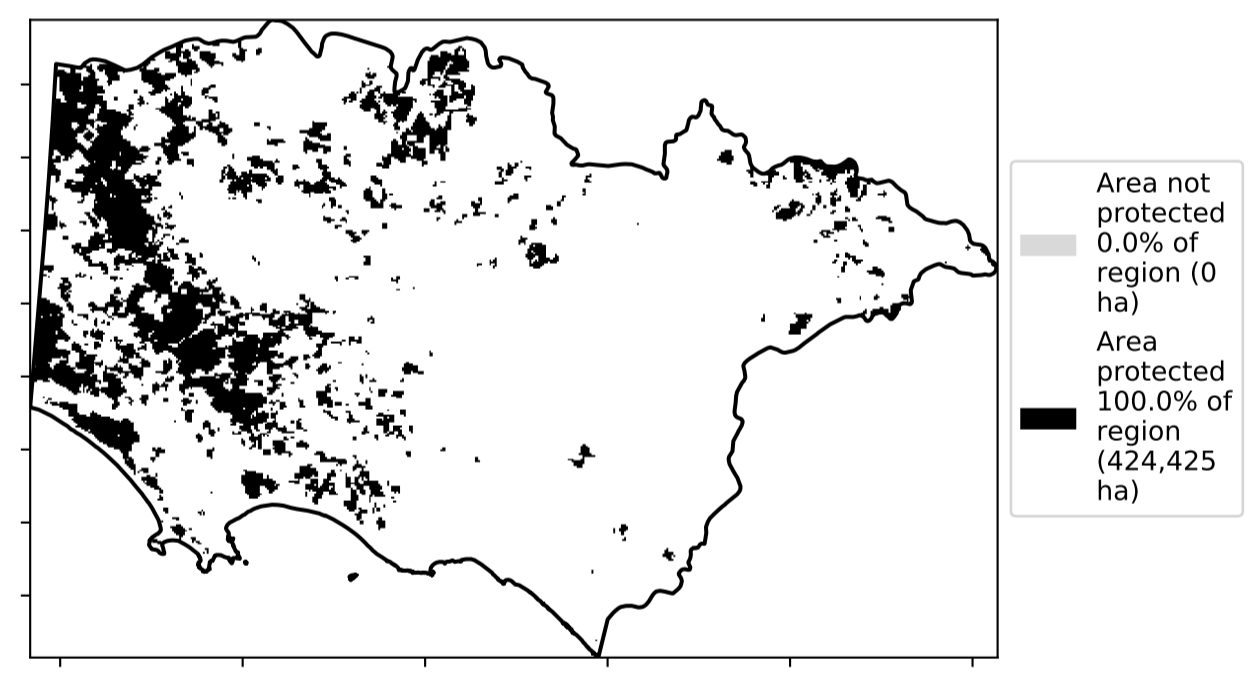 Area not
protected
0.0% of
region (0
ha)
Area
protected
100.0% of
region
(424,425
ha)